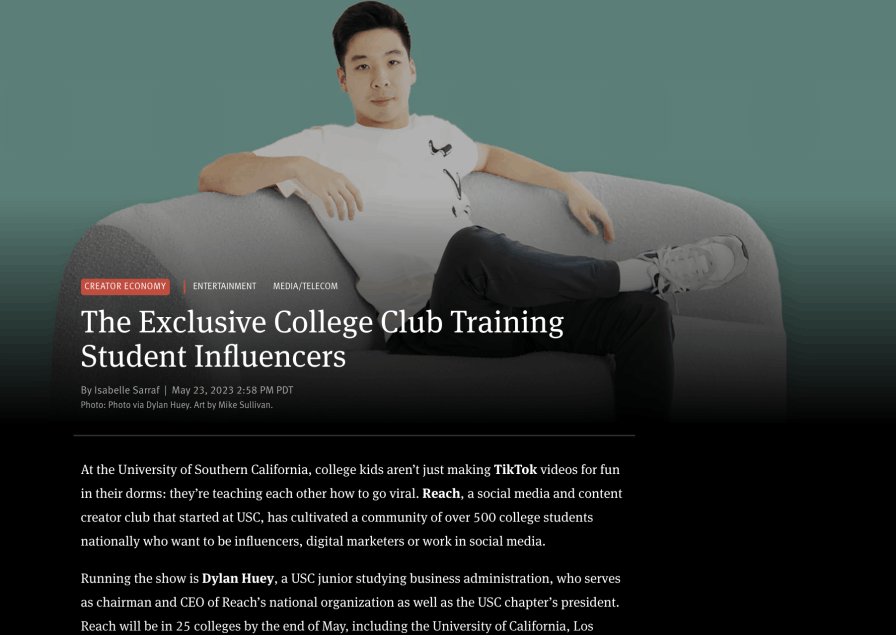 CREATOR ECONOMY | ENTERTAINMENT MEDIA/TELECOM
The Exclusive College Club Training
Student Influencers
By Isabelle Sarraf | May 23, 2023 2:58 PM PDT
Photo: Photo via Dylan Huey. Art by Mike Sullivan.
At the University of Southern California, college kids aren’t just making TikTok videos for fun
in their dorms: they’re teaching each other how to go viral. Reach, a social media and content
creator club that started at USC, has cultivated a community of over 500 college students
nationally who want to be influencers, digital marketers or work in social media.
Running the show is Dylan Huey, a USC junior studying business administration, who serves
as chairman and CEO of Reach’s national organization as well as the USC chapter’s president.
Reach will be in 25 colleges by the end of May, including the University of California, Los